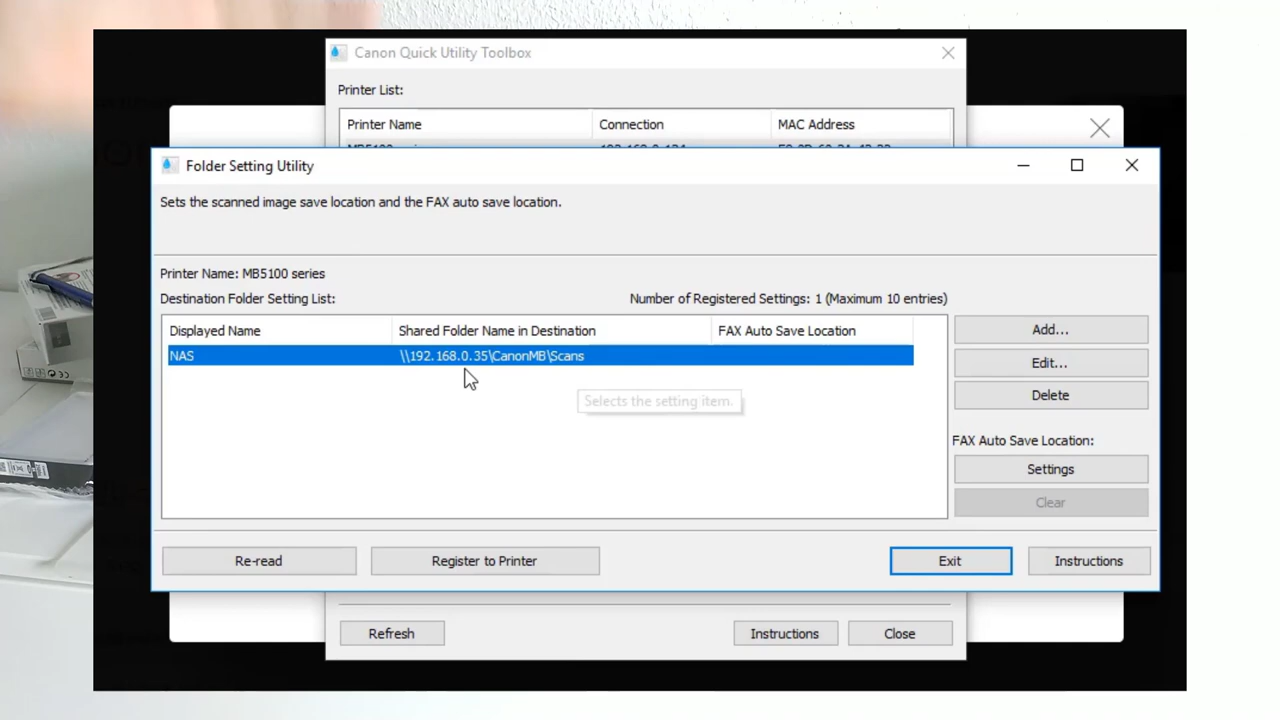 Canon Quick Utility Toolbox
Printer List:
Printer Name Connection MAC Address
Folder Setting Utility
Sets the scanned image save location and the FAX auto save location.
Printer Name: MB5100 series
Destination Folder Setting List:
Number of Registered Settings: 1 (Maximum 10 entries)
Displayed Name Shared Folder Name in Destination FAX Auto Save Location
NAS \\192.168.0.35\CanonMB\Scans
Selects the setting item.
Add...
Edit...
Delete
FAX Auto Save Location:
Settings
Clear
Re-read Register to Printer Exit Instructions
Refresh Instructions Close